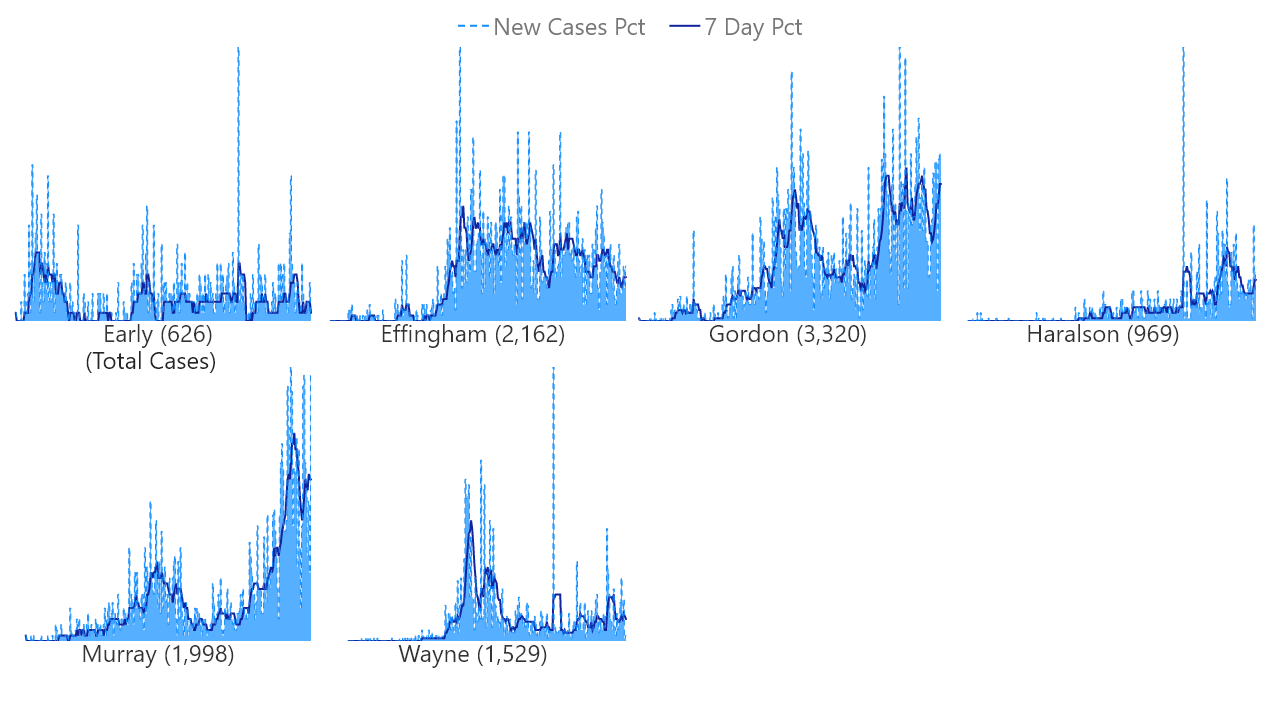 New Cases Pct 7 Day Pct
Early (626)
(Total Cases)
Effingham (2,162)
Gordon (3,320)
Haralson (969)
Murray (1,998)
Wayne (1,529)